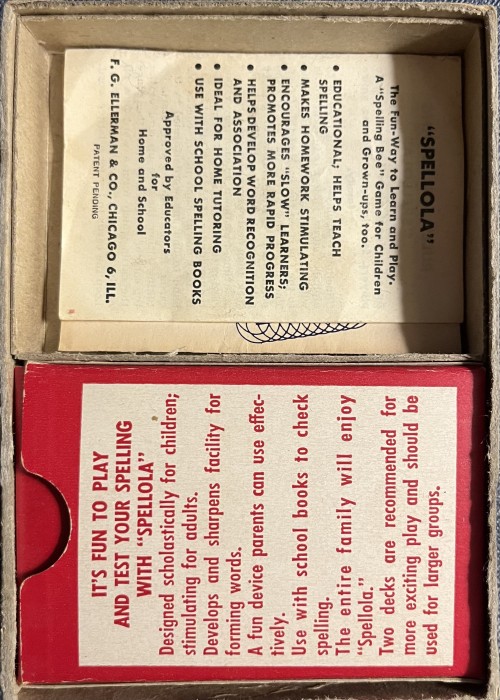 "SPELLOLA"
The Fun-Way to Learn and Play.
A "Spelling Bee" Game for Children
and Grown-ups, too.
• EDUCATIONAL; HELPS TEACH
SPELLING
• MAKES HOMEWORK STIMULATING
• ENCOURAGES "SLOW" LEARNERS;
PROMOTES MORE RAPID PROGRESS
• HELPS DEVELOP WORD RECOGNITION
AND ASSOCIATION
• IDEAL FOR HOME TUTORING
• USE WITH SCHOOL SPELLING BOOKS
Approved by Educators
for
Home and School
F. G. ELLERMAN & CO., CHICAGO 6, ILL.
PATENT PENDING
IT'S FUN TO PLAY
AND TEST YOUR SPELLING
WITH "SPELLOLA"
Designed scholastically for children;
stimulating for adults.
Develops and sharpens facility for
forming words.
A fun device parents can use effec-
tively.
Use with school books to check
spelling.
The entire family will enjoy
"Spellola."
Two decks are recommended for
more exciting play and should be
used for larger groups.